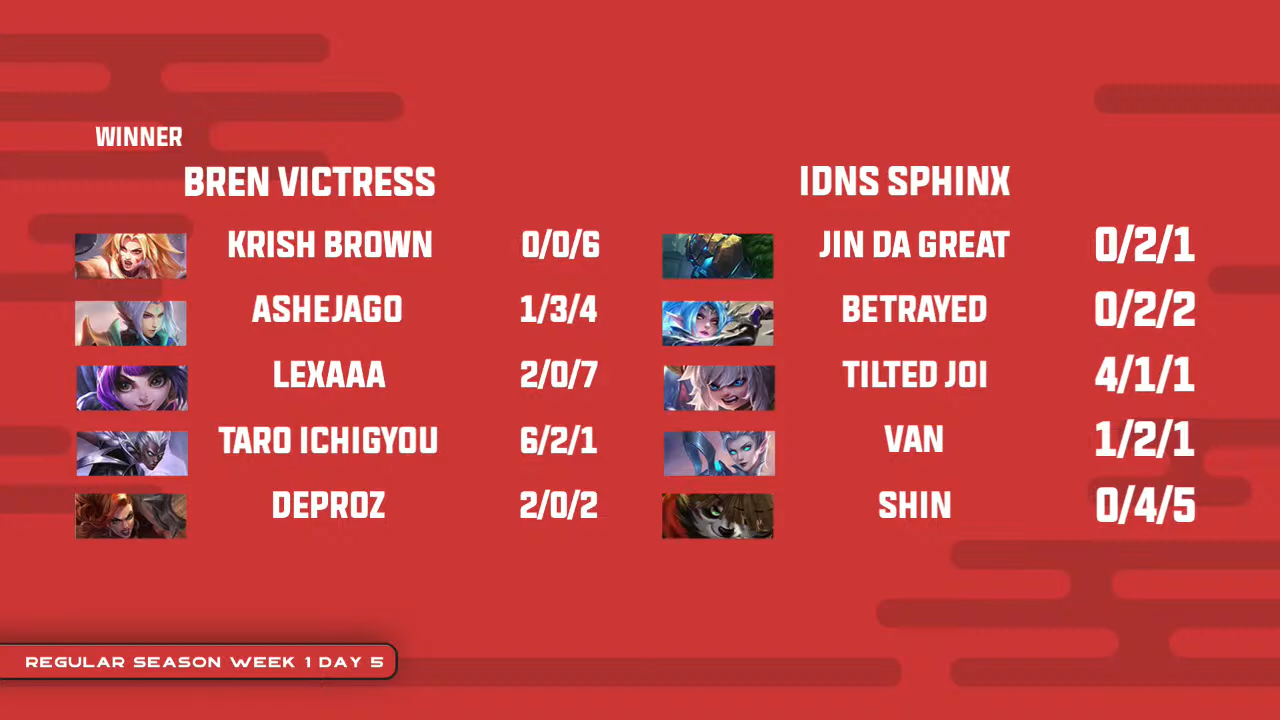 WINNER
BREN VICTRESS
KRISH BROWN 0/0/6
ASHEJAGO 1/3/4
LEXAAA 2/0/7
TARO ICHIGYOU 6/2/1
DEPROZ 2/0/2
IDNS SPHINX
JIN DA GREAT 0/2/1
BETRAYED 0/2/2
TILTED JOI 4/1/1
VAN 1/2/1
SHIN 0/4/5
REGULAR SEASON WEEK 1 DAY 5